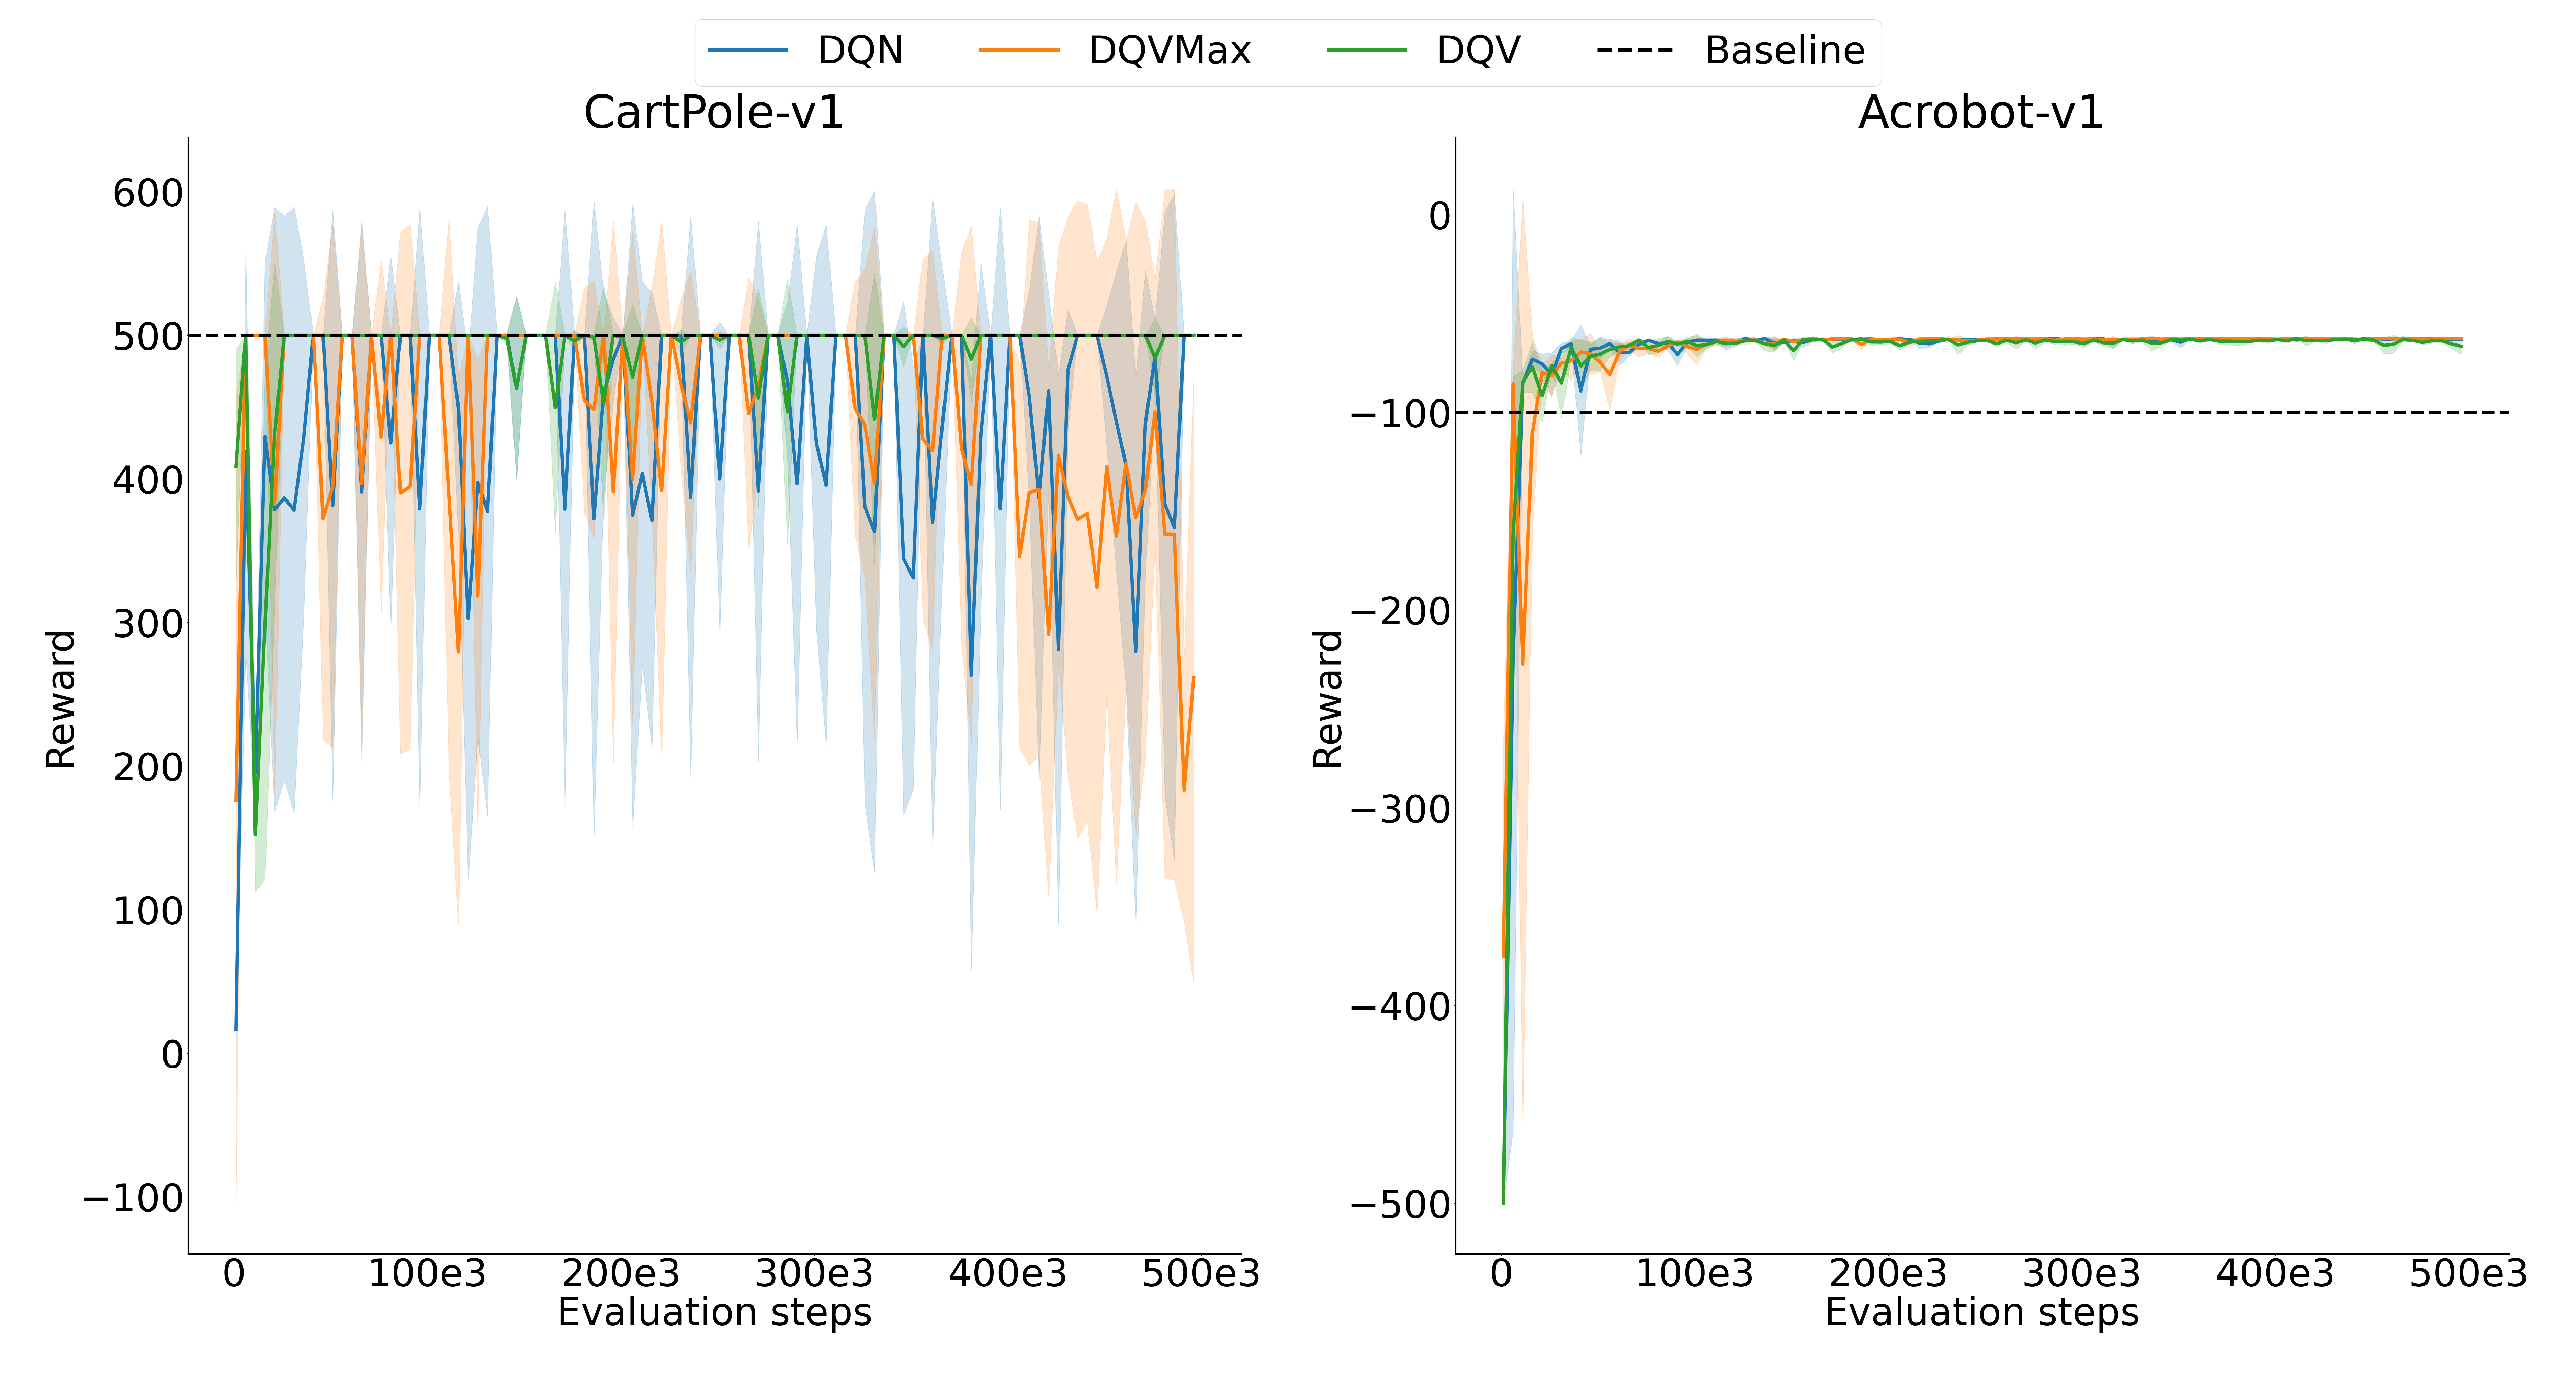 DQN DQVMax DQV Baseline
CartPole-v1
600
500
400
300
200
100
0
−100
Reward
0 100e3 200e3 300e3 400e3 500e3
Evaluation steps
Acrobot-v1
0
−100
−200
−300
−400
−500
Reward
0 100e3 200e3 300e3 400e3 500e3
Evaluation steps